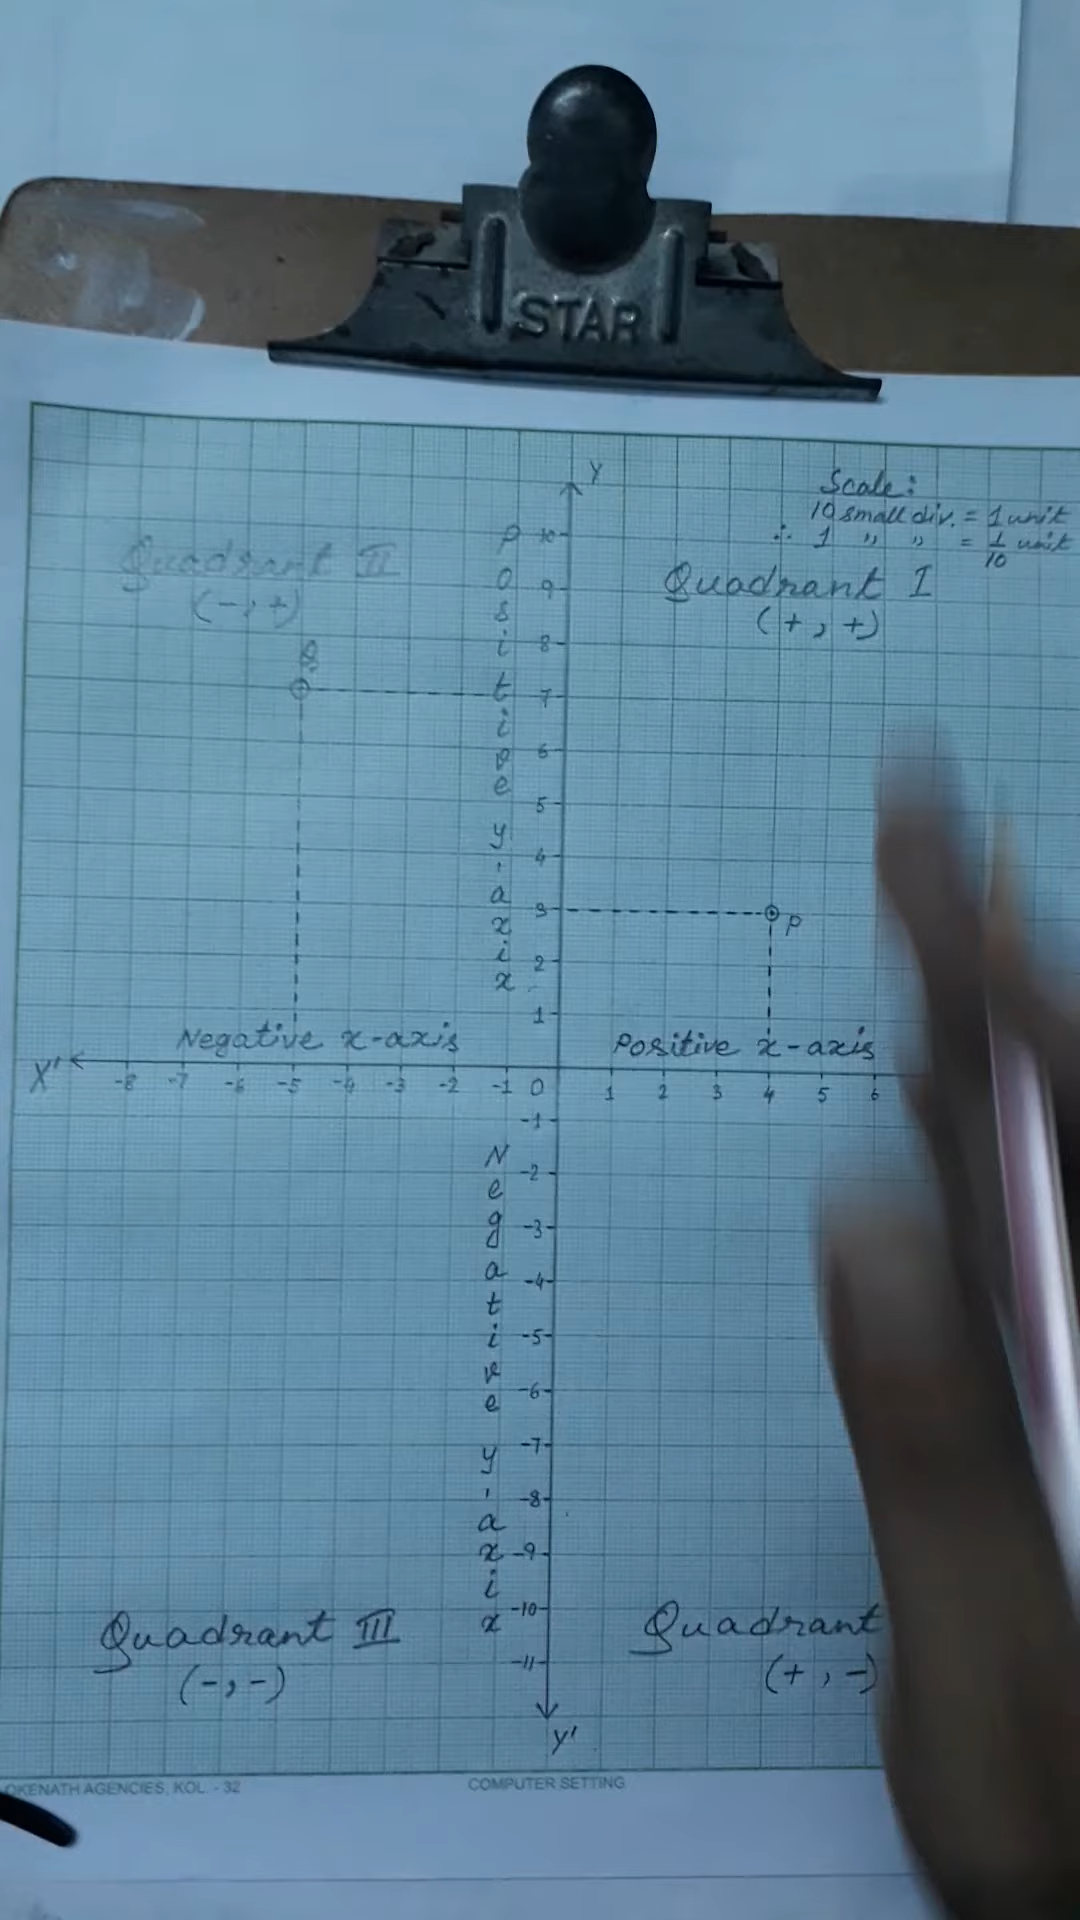 STAR
Y
Scale:
10 small div. = 1 unit
∴ 1 " " = 1/10 unit
Quadrant II
(-, +)
Quadrant I
(+, +)
Positive y-axix
10
9
8
Q
7
6
5
4
3
P
2
1
Negative x-axis
Positive x-axis
X'
-8 -7 -6 -5 -4 -3 -2 -1 0 1 2 3 4 5 6
-1
Negative y-axix
-2
-3
-4
-5
-6
-7
-8
-9
-10
-11
Quadrant III
(-, -)
Quadrant
(+, -)
Y'
OKENATH AGENCIES, KOL. - 32
COMPUTER SETTING